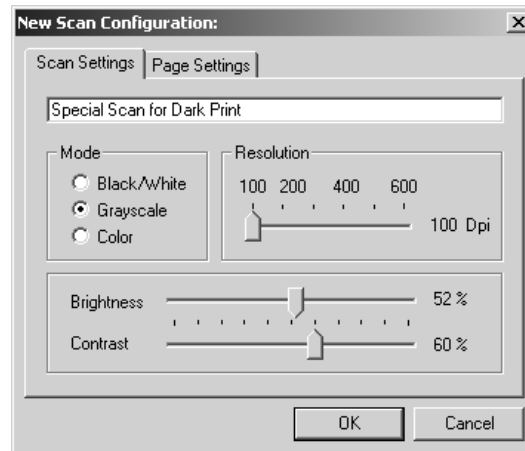 New Scan Configuration:
Scan Settings Page Settings
Special Scan for Dark Print
Mode
Black/White
Grayscale
Color
Resolution
100 200 400 600
100 Dpi
Brightness 52 %
Contrast 60 %
OK Cancel